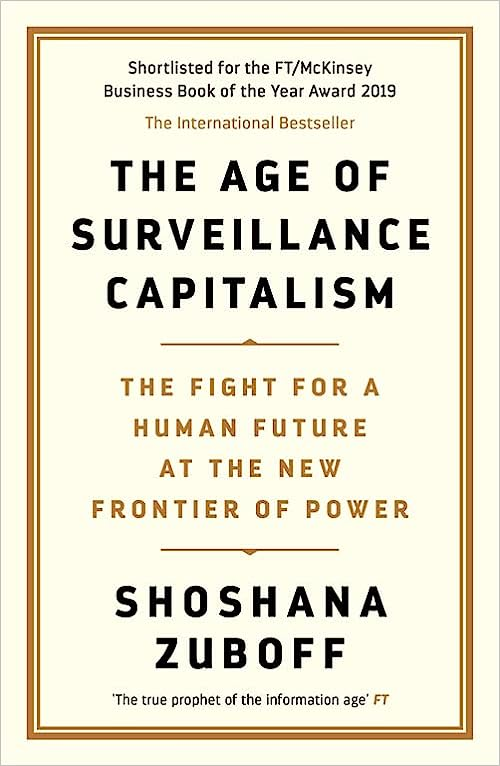 Shortlisted for the FT/McKinsey
Business Book of the Year Award 2019
The International Bestseller
THE AGE OF
SURVEILLANCE
CAPITALISM
THE FIGHT FOR A
HUMAN FUTURE
AT THE NEW
FRONTIER OF POWER
SHOSHANA
ZUBOFF
'The true prophet of the information age' FT